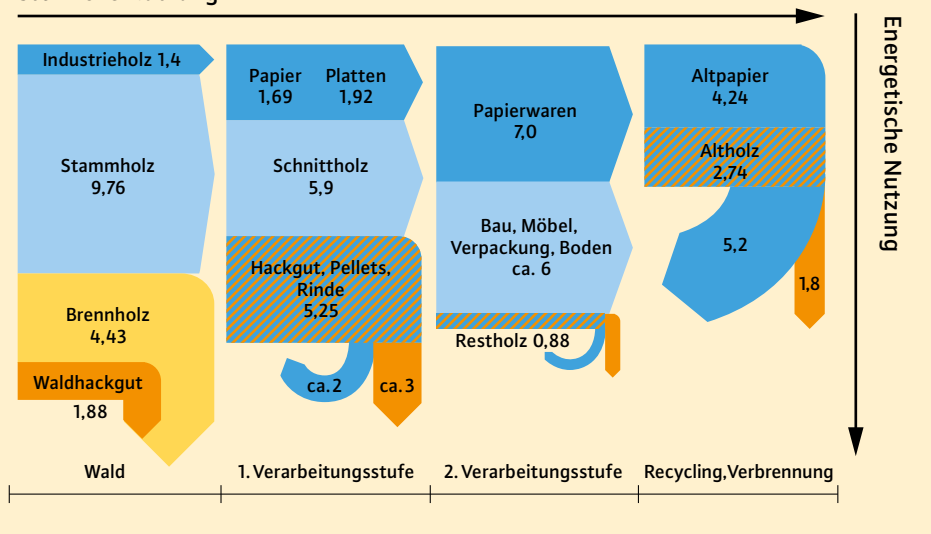 Energetische Nutzung
Industrieholz 1,4
Stammholz
9,76
Brennholz
4,43
Waldhackgut
1,88
Papier Platten
1,69 1,92
Schnittholz
5,9
Hackgut, Pellets,
Rinde
5,25
ca.2
ca.3
Papierwaren
7,0
Bau, Möbel,
Verpackung, Boden
ca. 6
Restholz 0,88
Altpapier
4,24
Altholz
2,74
5,2
1,8
Wald
1. Verarbeitungsstufe
2. Verarbeitungsstufe
Recycling,Verbrennung